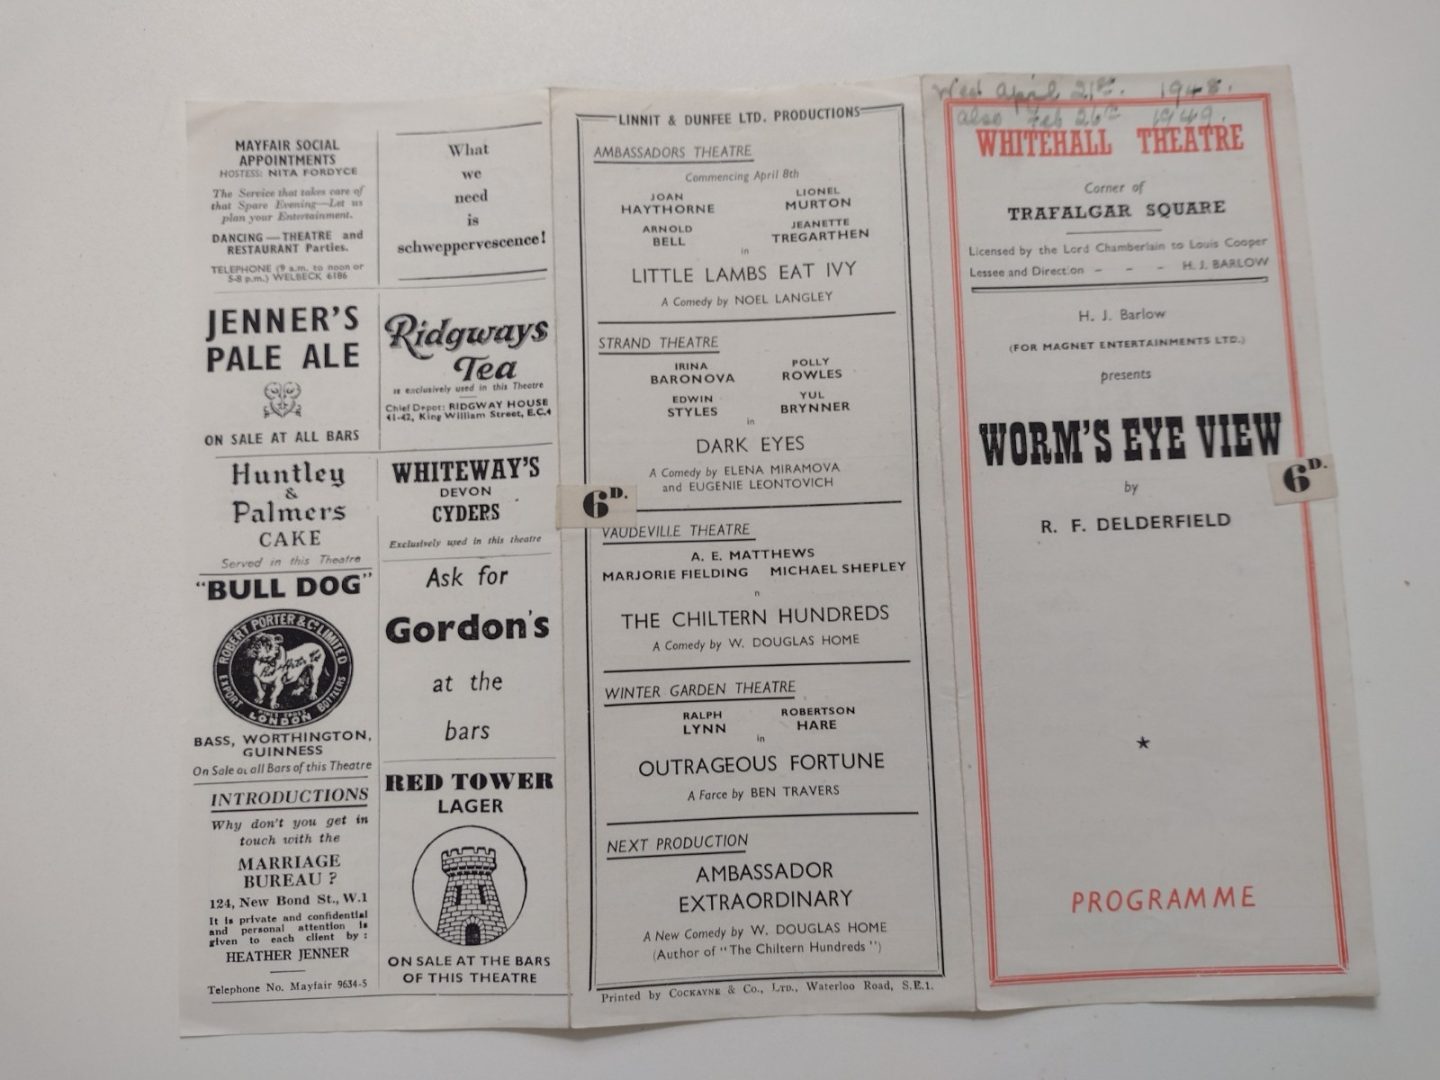 MAYFAIR SOCIAL
APPOINTMENTS
HOSTESS: NITA FORDYCE
The Service that takes care of
that Spare Evening—Let us
plan your Entertainment.
DANCING — THEATRE and
RESTAURANT Parties.
TELEPHONE (9 a.m. to noon or
5-8 p.m.) WELBECK 6186
What
we
need
is
schweppervescence!
JENNER'S
PALE ALE
ON SALE AT ALL BARS
Ridgways
Tea
is exclusively used in this Theatre
Chief Depot: RIDGWAY HOUSE
41-42, King William Street, E.C.4
Huntley
&
Palmers
CAKE
Served in this Theatre
WHITEWAY'S
DEVON
CYDERS
Exclusively used in this theatre
"BULL DOG"
ROBERT PORTER & Co LIMITED
EXPORT BOTTLERS
LONDON
BASS, WORTHINGTON,
GUINNESS
On Sale at all Bars of this Theatre
Ask for
Gordon's
at the
bars
INTRODUCTIONS
Why don't you get in
touch with the
MARRIAGE
BUREAU ?
124, New Bond St., W.1
It is private and confidential
and personal attention is
given to each client by :
HEATHER JENNER
Telephone No. Mayfair 9634-5
RED TOWER
LAGER
ON SALE AT THE BARS
OF THIS THEATRE
LINNIT & DUNFEE LTD. PRODUCTIONS
AMBASSADORS THEATRE
Commencing April 8th
JOAN LIONEL
HAYTHORNE MURTON
ARNOLD JEANETTE
BELL TREGARTHEN
in
LITTLE LAMBS EAT IVY
A Comedy by NOEL LANGLEY
STRAND THEATRE
IRINA POLLY
BARONOVA ROWLES
EDWIN YUL
STYLES BRYNNER
in
DARK EYES
A Comedy by ELENA MIRAMOVA
and EUGENIE LEONTOVICH
6D.
VAUDEVILLE THEATRE
A. E. MATTHEWS
MARJORIE FIELDING MICHAEL SHEPLEY
n
THE CHILTERN HUNDREDS
A Comedy by W. DOUGLAS HOME
WINTER GARDEN THEATRE
RALPH ROBERTSON
LYNN HARE
in
OUTRAGEOUS FORTUNE
A Farce by BEN TRAVERS
NEXT PRODUCTION
AMBASSADOR
EXTRAORDINARY
A New Comedy by W. DOUGLAS HOME
(Author of "The Chiltern Hundreds")
Printed by COCKAYNE & Co., LTD., Waterloo Road, S.E.1.
Wed April 21st. 1948.
also Feb 26th 1949.
WHITEHALL THEATRE
Corner of
TRAFALGAR SQUARE
Licensed by the Lord Chamberlain to Louis Cooper
Lessee and Direction - - - H. J. BARLOW
H. J. Barlow
(FOR MAGNET ENTERTAINMENTS LTD.)
presents
WORM'S EYE VIEW
6D.
by
R. F. DELDERFIELD
PROGRAMME